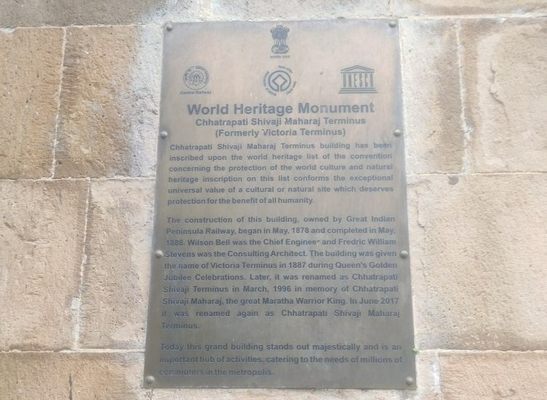 Central Railway
UNESCO
World Heritage Monument
Chhatrapati Shivaji Maharaj Terminus
(Formerly Victoria Terminus)
Chhatrapati Shivaji Maharaj Terminus building has been
inscribed upon the world heritage list of the convention
concerning the protection of the world culture and natural
heritage inscription on this list conforms the exceptional
universal value of a cultural or natural site which deserves
protection for the benefit of all humanity.
The construction of this building, owned by Great Indian
Peninsula Railway, began in May, 1878 and completed in May,
1888. Wilson Bell was the Chief Engineer and Fredric William
Stevens was the Consulting Architect. The building was given
the name of Victoria Terminus in 1887 during Queen's Golden
Jubilee Celebrations. Later, it was renamed as Chhatrapati
Shivaji Terminus in March, 1996 in memory of Chhatrapati
Shivaji Maharaj, the great Maratha Warrior King. In June 2017
it was renamed again as Chhatrapati Shivaji Maharaj
Terminus.
Today this grand building stands out majestically and is an
important hub of activities, catering to the needs of millions of
commuters in the metropolis.